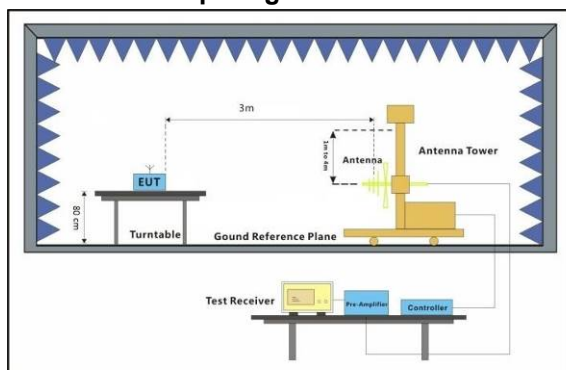 3m
1m to 4m
Antenna
Antenna Tower
EUT
80 cm
Turntable
Gound Reference Plane
Test Receiver
Pre-Amplifier
Controller